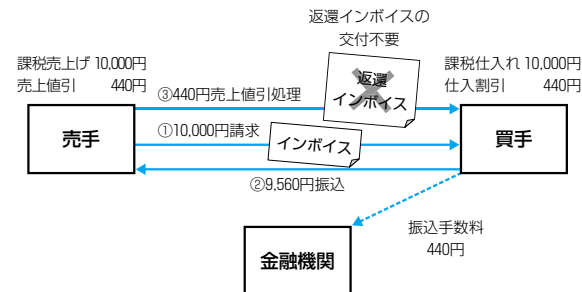 返還インボイスの
交付不要
課税売上げ 10,000円
売上値引 440円
課税仕入れ 10,000円
仕入割引 440円
③440円売上値引処理
返還
インボイス
売手
①10,000円請求
インボイス
買手
②9,560円振込
振込手数料
440円
金融機関